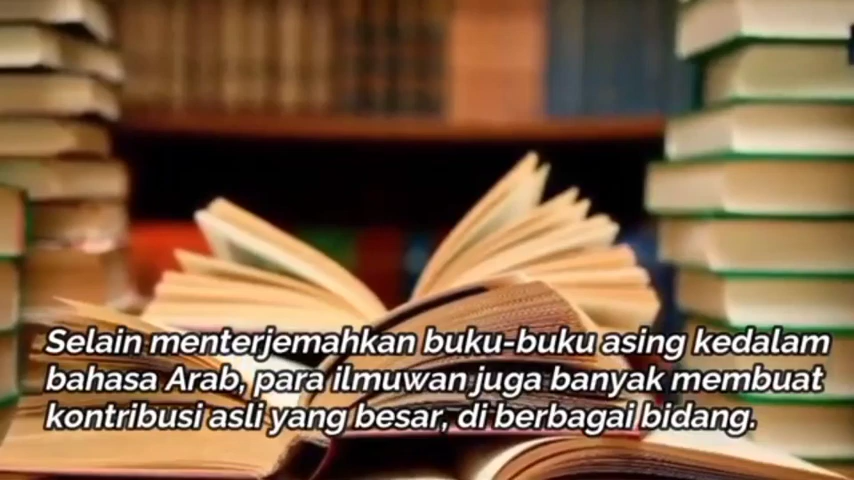 Selain menterjemahkan buku-buku asing kedalam
bahasa Arab, para ilmuwan juga banyak membuat
kontribusi asli yang besar, di berbagai bidang.